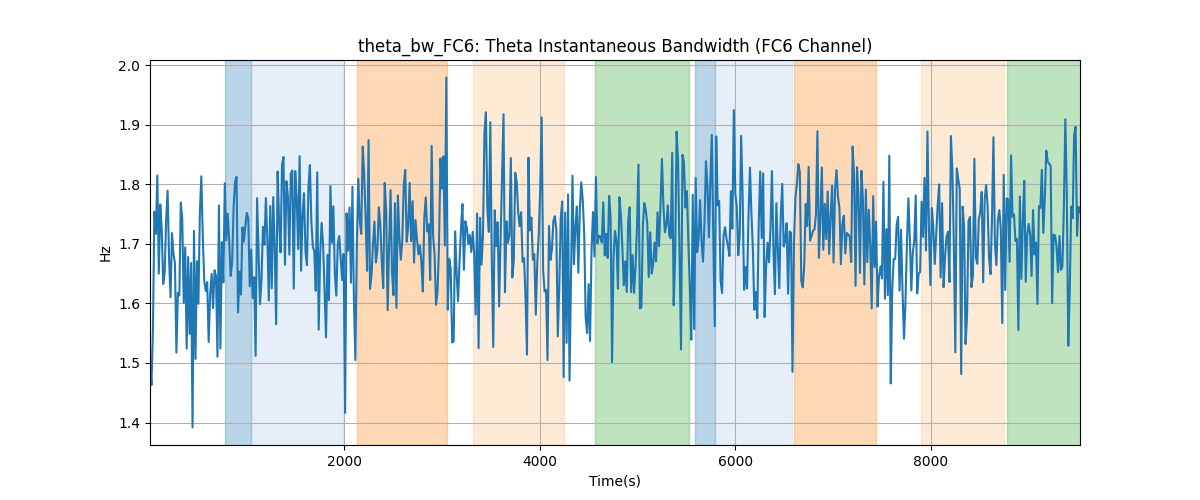 theta_bw_FC6: Theta Instantaneous Bandwidth (FC6 Channel)
2.0
1.9
1.8
1.7
1.6
1.5
1.4
Hz
2000 4000 6000 8000
Time(s)